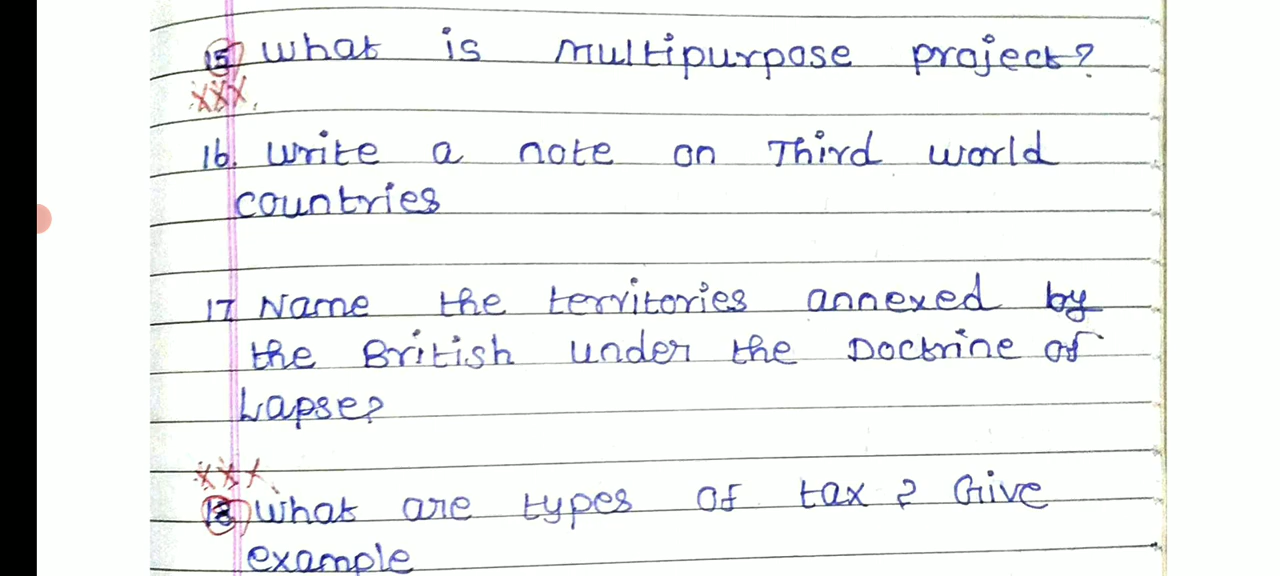 15) What is multipurpose project?
xxx.
16. Write a note on Third world
countries
17 Name the territories annexed by
the British under the Doctrine of
Lapse?
xxx.
18) What are types of tax? Give
example